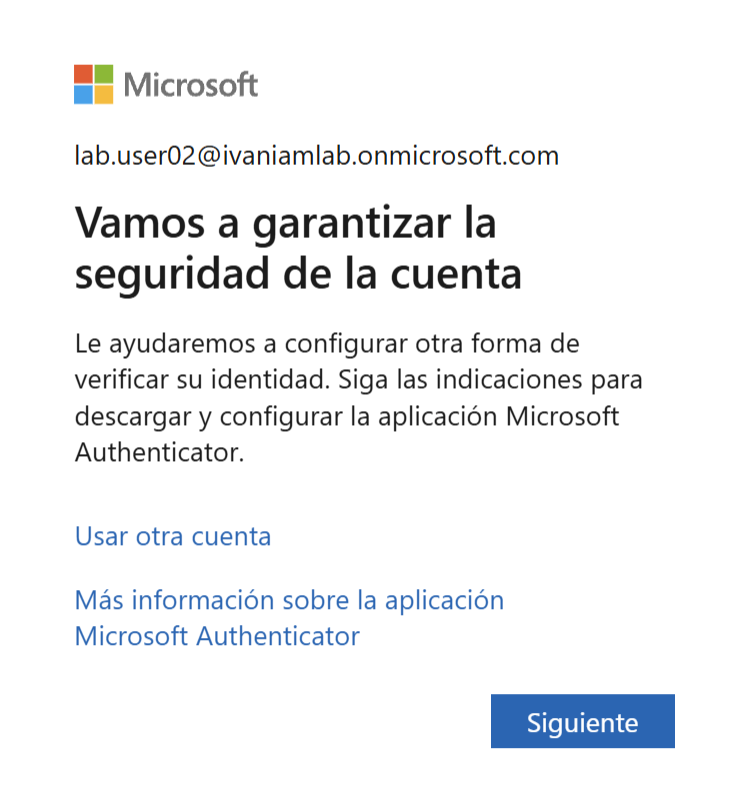 Microsoft
lab.user02@ivaniamlab.onmicrosoft.com
Vamos a garantizar la
seguridad de la cuenta
Le ayudaremos a configurar otra forma de
verificar su identidad. Siga las indicaciones para
descargar y configurar la aplicación Microsoft
Authenticator.
Usar otra cuenta
Más información sobre la aplicación
Microsoft Authenticator
Siguiente